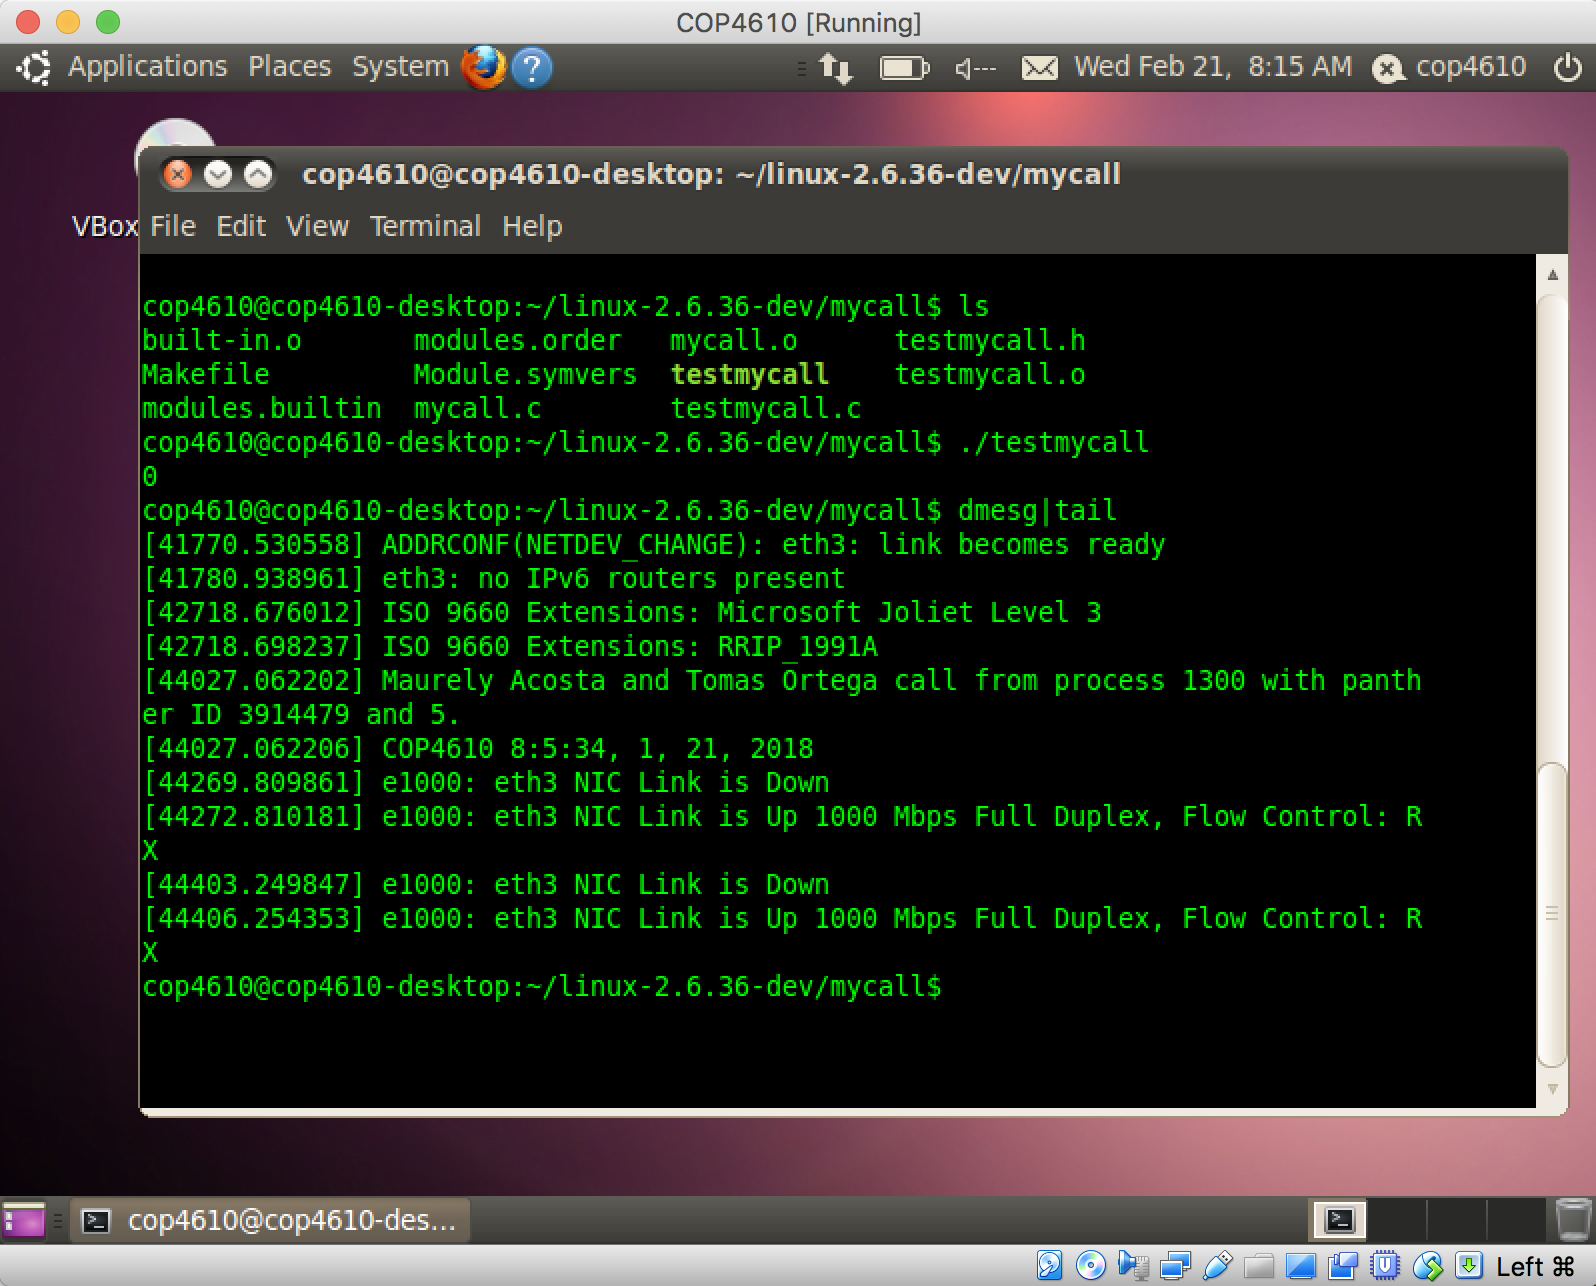 COP4610 [Running]
Applications Places System ? Wed Feb 21, 8:15 AM cop4610
VBox
cop4610@cop4610-desktop: ~/linux-2.6.36-dev/mycall
File Edit View Terminal Help
cop4610@cop4610-desktop:~/linux-2.6.36-dev/mycall$ ls
built-in.o modules.order mycall.o testmycall.h
Makefile Module.symvers testmycall testmycall.o
modules.builtin mycall.c testmycall.c
cop4610@cop4610-desktop:~/linux-2.6.36-dev/mycall$ ./testmycall
0
cop4610@cop4610-desktop:~/linux-2.6.36-dev/mycall$ dmesg|tail
[41770.530558] ADDRCONF(NETDEV_CHANGE): eth3: link becomes ready
[41780.938961] eth3: no IPv6 routers present
[42718.676012] ISO 9660 Extensions: Microsoft Joliet Level 3
[42718.698237] ISO 9660 Extensions: RRIP_1991A
[44027.062202] Maurely Acosta and Tomas Ortega call from process 1300 with panth
er ID 3914479 and 5.
[44027.062206] COP4610 8:5:34, 1, 21, 2018
[44269.809861] e1000: eth3 NIC Link is Down
[44272.810181] e1000: eth3 NIC Link is Up 1000 Mbps Full Duplex, Flow Control: R
X
[44403.249847] e1000: eth3 NIC Link is Down
[44406.254353] e1000: eth3 NIC Link is Up 1000 Mbps Full Duplex, Flow Control: R
X
cop4610@cop4610-desktop:~/linux-2.6.36-dev/mycall$
cop4610@cop4610-des...
Left ⌘